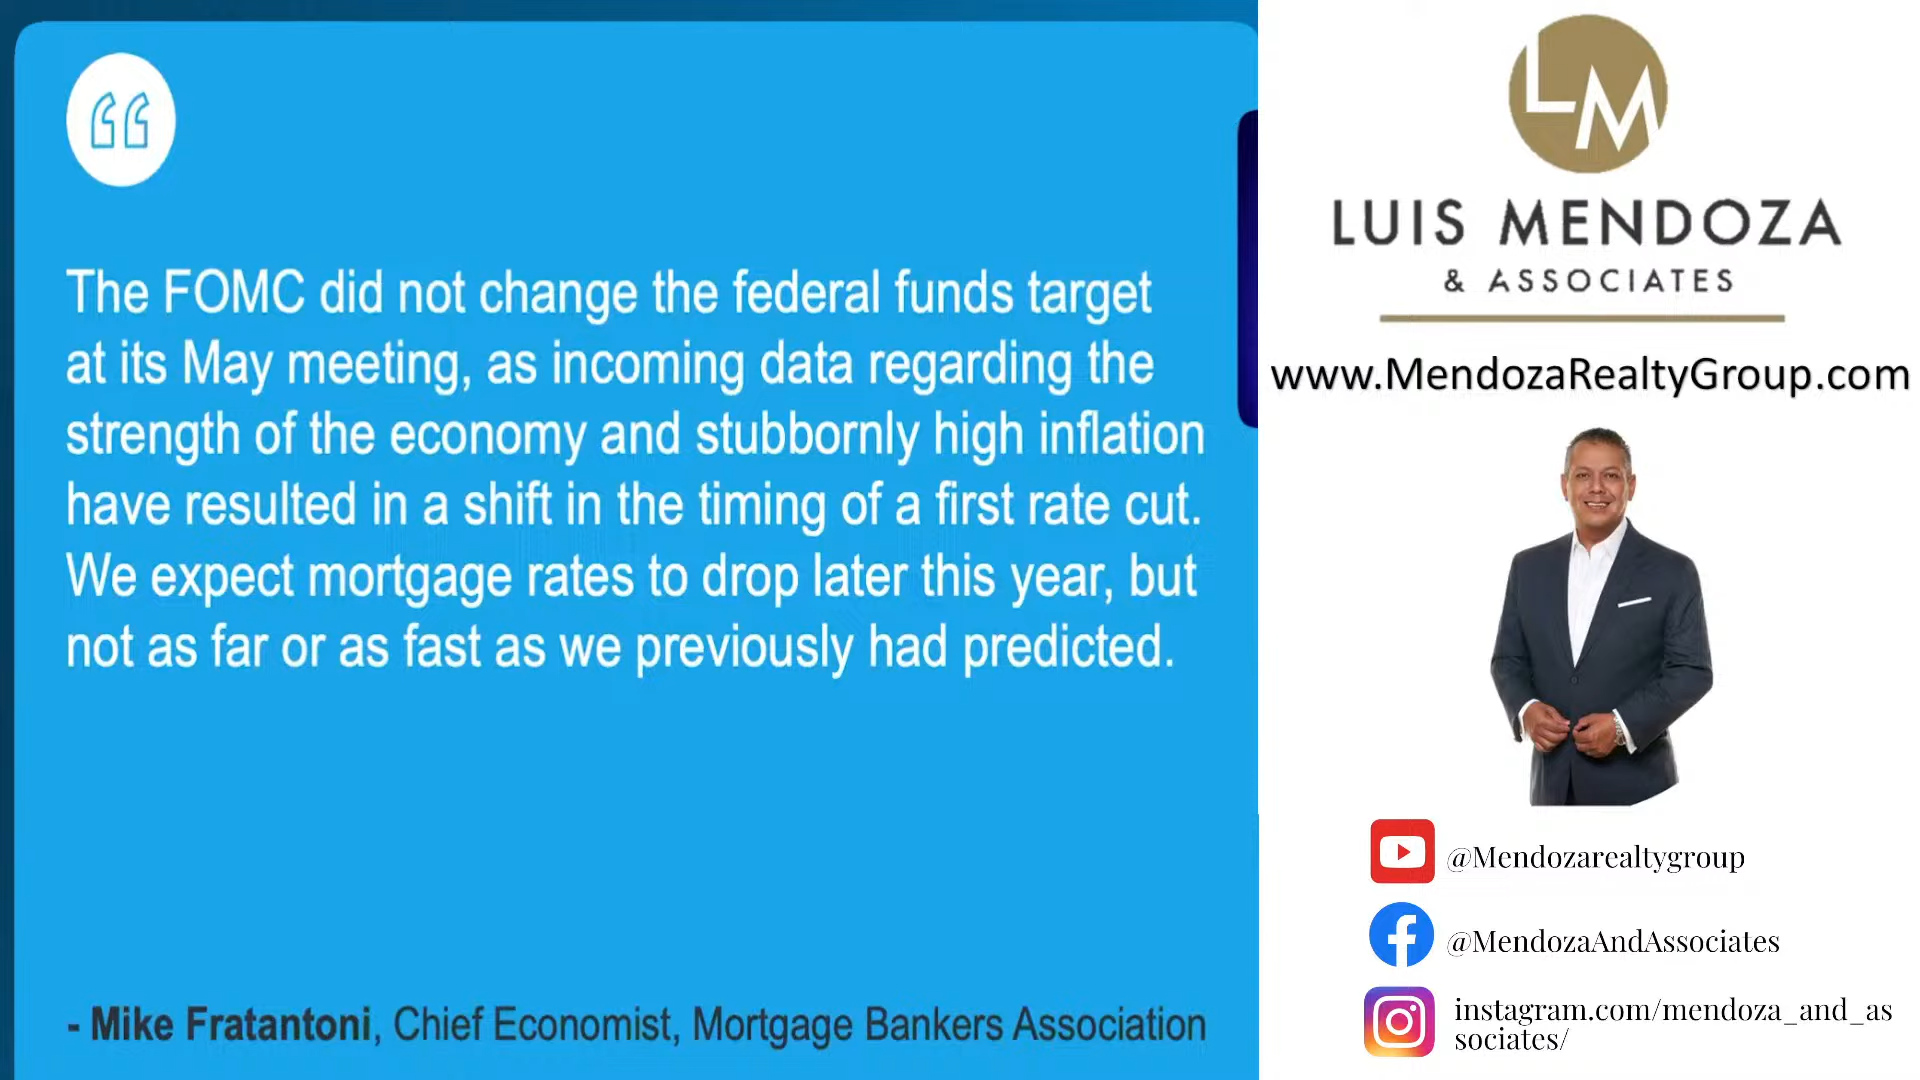 The FOMC did not change the federal funds target
at its May meeting, as incoming data regarding the
strength of the economy and stubbornly high inflation
have resulted in a shift in the timing of a first rate cut.
We expect mortgage rates to drop later this year, but
not as far or as fast as we previously had predicted.
- Mike Fratantoni, Chief Economist, Mortgage Bankers Association
LM
LUIS MENDOZA
& ASSOCIATES
www.MendozaRealtyGroup.com
@Mendozarealtygroup
@MendozaAndAssociates
instagram.com/mendoza_and_as
sociates/